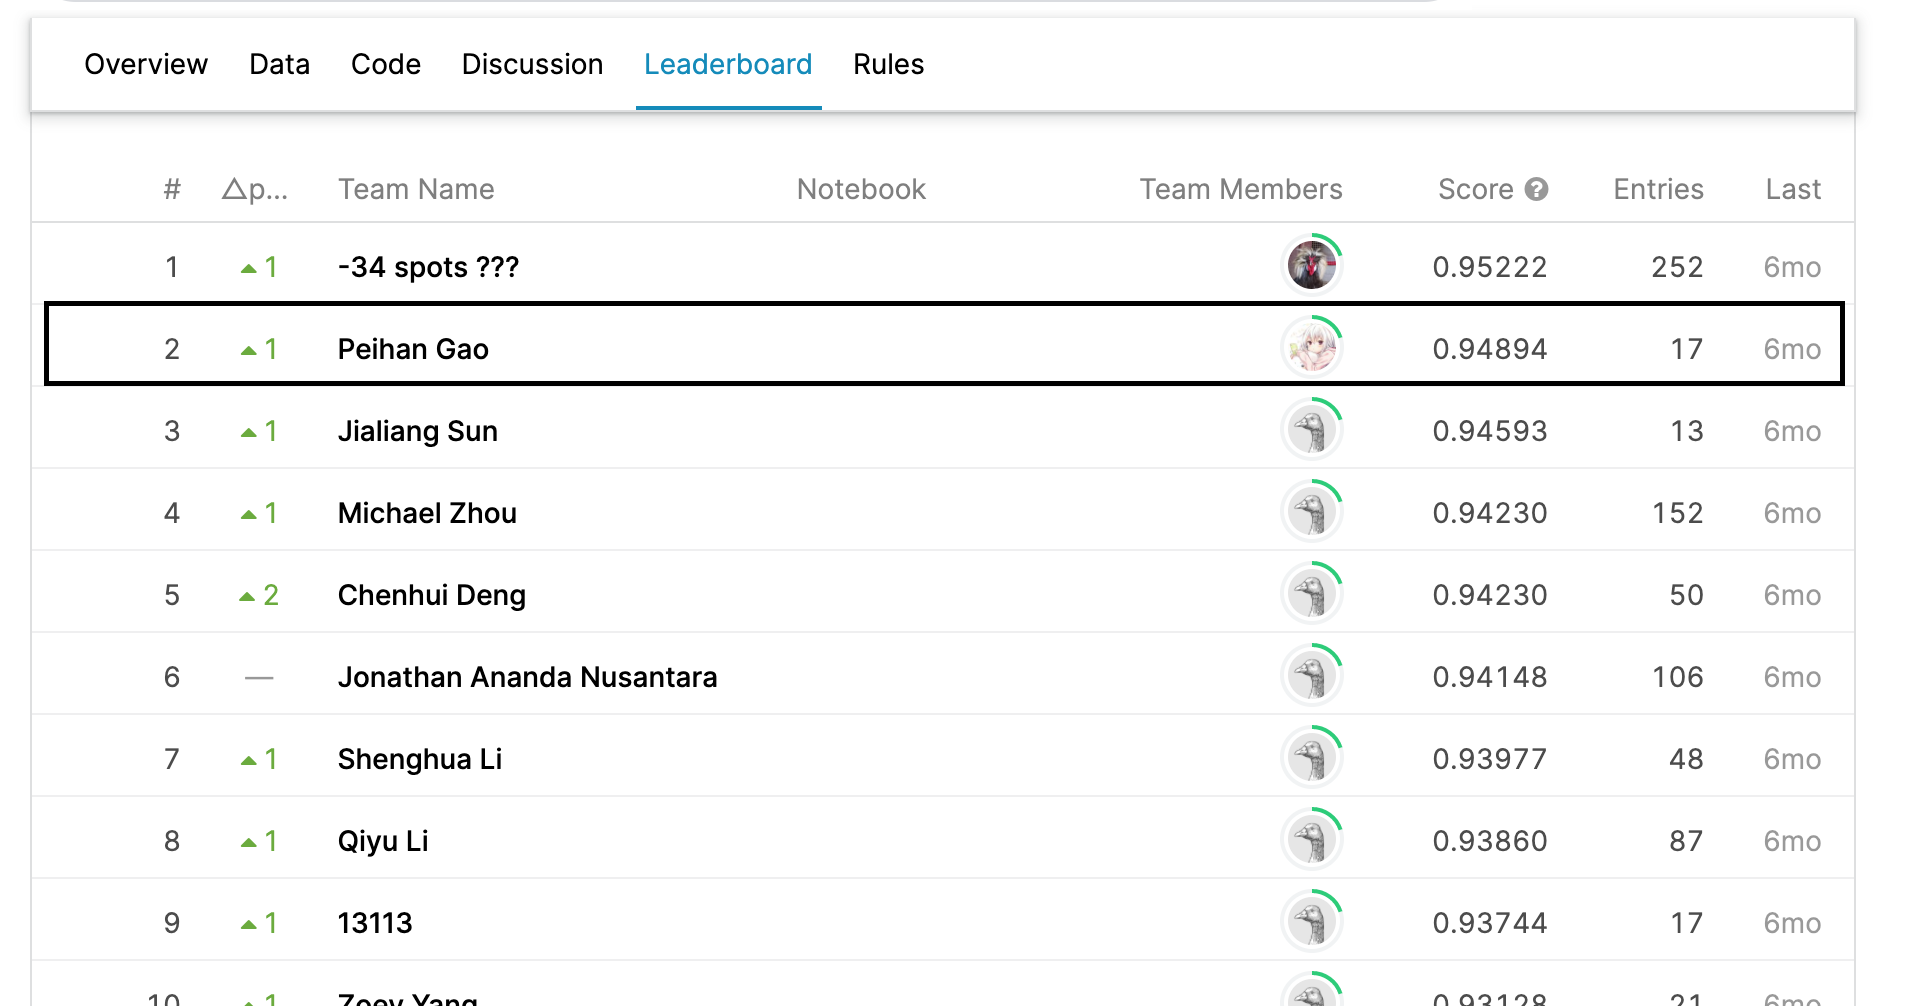 Overview Data Code Discussion Leaderboard Rules
# △p... Team Name Notebook Team Members Score ? Entries Last
1 ▲1 -34 spots ??? 0.95222 252 6mo
2 ▲1 Peihan Gao 0.94894 17 6mo
3 ▲1 Jialiang Sun 0.94593 13 6mo
4 ▲1 Michael Zhou 0.94230 152 6mo
5 ▲2 Chenhui Deng 0.94230 50 6mo
6 — Jonathan Ananda Nusantara 0.94148 106 6mo
7 ▲1 Shenghua Li 0.93977 48 6mo
8 ▲1 Qiyu Li 0.93860 87 6mo
9 ▲1 13113 0.93744 17 6mo
10 ▲1 Zoey Yang 0.93128 21 6mo